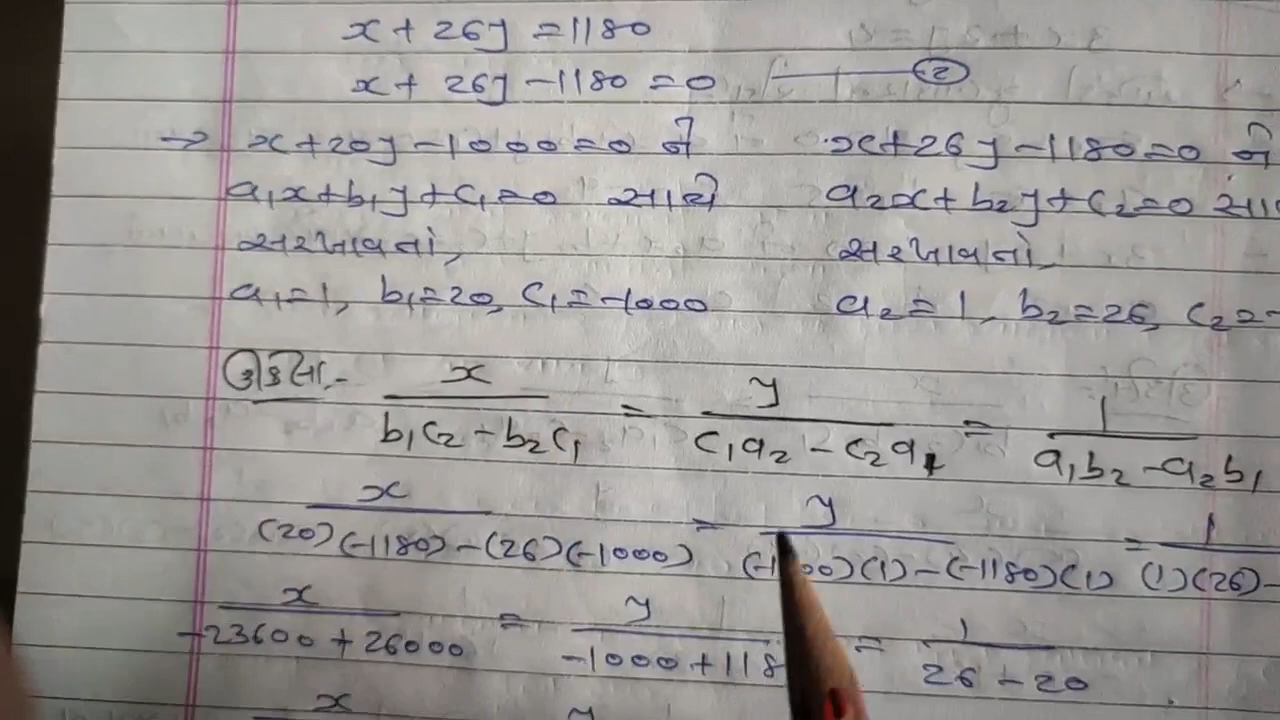 x + 26y = 1180
x + 26y - 1180 = 0 ②
→ x + 20y - 1000 = 0 ને x + 26y - 1180 = 0 ને
a₁x + b₁y + c₁ = 0 સાથે a₂x + b₂y + c₂ = 0
સરખાવતાં, સરખાવતાં,
a₁ = 1, b₁ = 20, c₁ = -1000 a₂ = 1, b₂ = 26, c₂ = -
x / b₁c₂ - b₂c₁ = y / c₁a₂ - c₂a₁ = 1 / a₁b₂ - a₂b₁
x / (20)(-1180) - (26)(-1000) = y / (1) - (-1180)(1) = 1 / (1)(26) -
x / -23600 + 26000 = y / -1000 + 118 = 1 / 26 - 20
x y